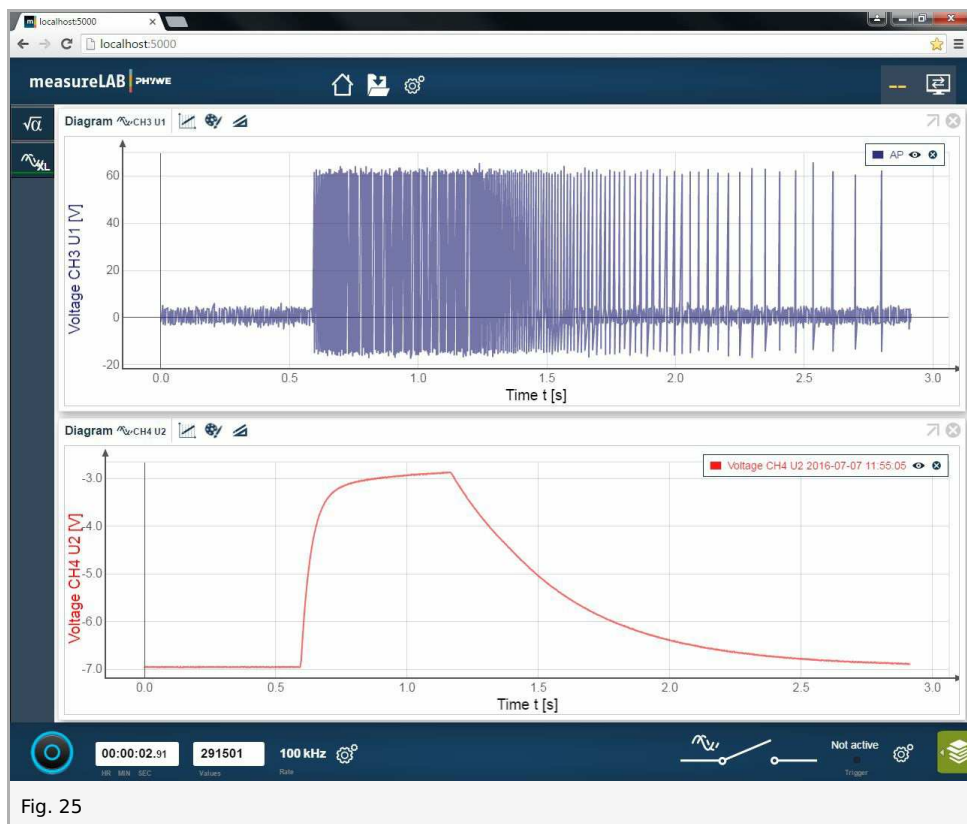 localhost:5000
localhost:5000
measureLAB PHYWE
--
√α
XL
Diagram CH3 U1
AP
Voltage CH3 U1 [V]
60
40
20
0
-20
0.0 0.5 1.0 1.5 2.0 2.5 3.0
Time t [s]
Diagram CH4 U2
Voltage CH4 U2 2016-07-07 11:55:05
Voltage CH4 U2 [V]
-3.0
-4.0
-5.0
-6.0
-7.0
0.0 0.5 1.0 1.5 2.0 2.5 3.0
Time t [s]
00:00:02.91 291501 100 kHz Not active
HR MIN SEC Values Rate Trigger
Fig. 25